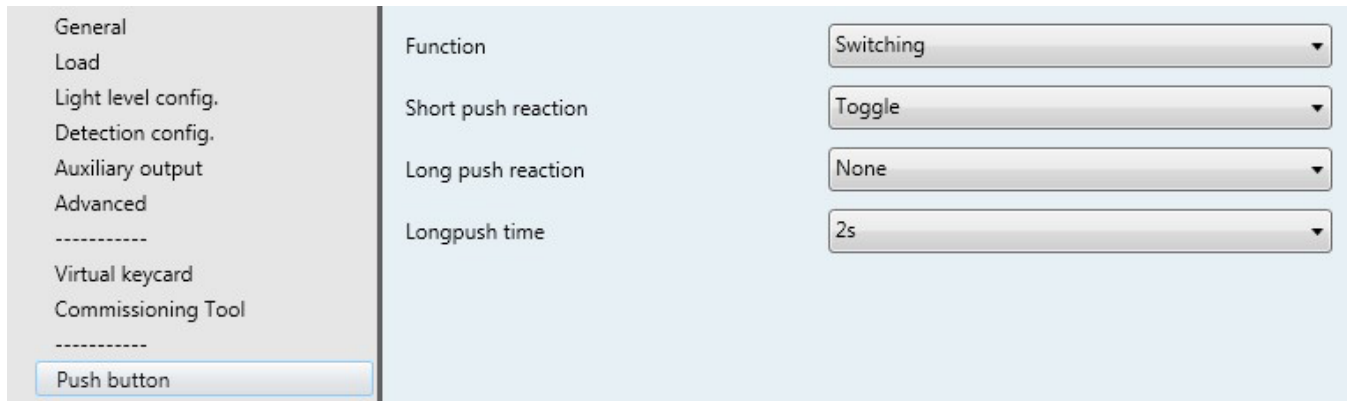 General
Load
Light level config.
Detection config.
Auxiliary output
Advanced
-----------
Virtual keycard
Commissioning Tool
-----------
Push button
Function
Switching
Short push reaction
Toggle
Long push reaction
None
Longpush time
2s